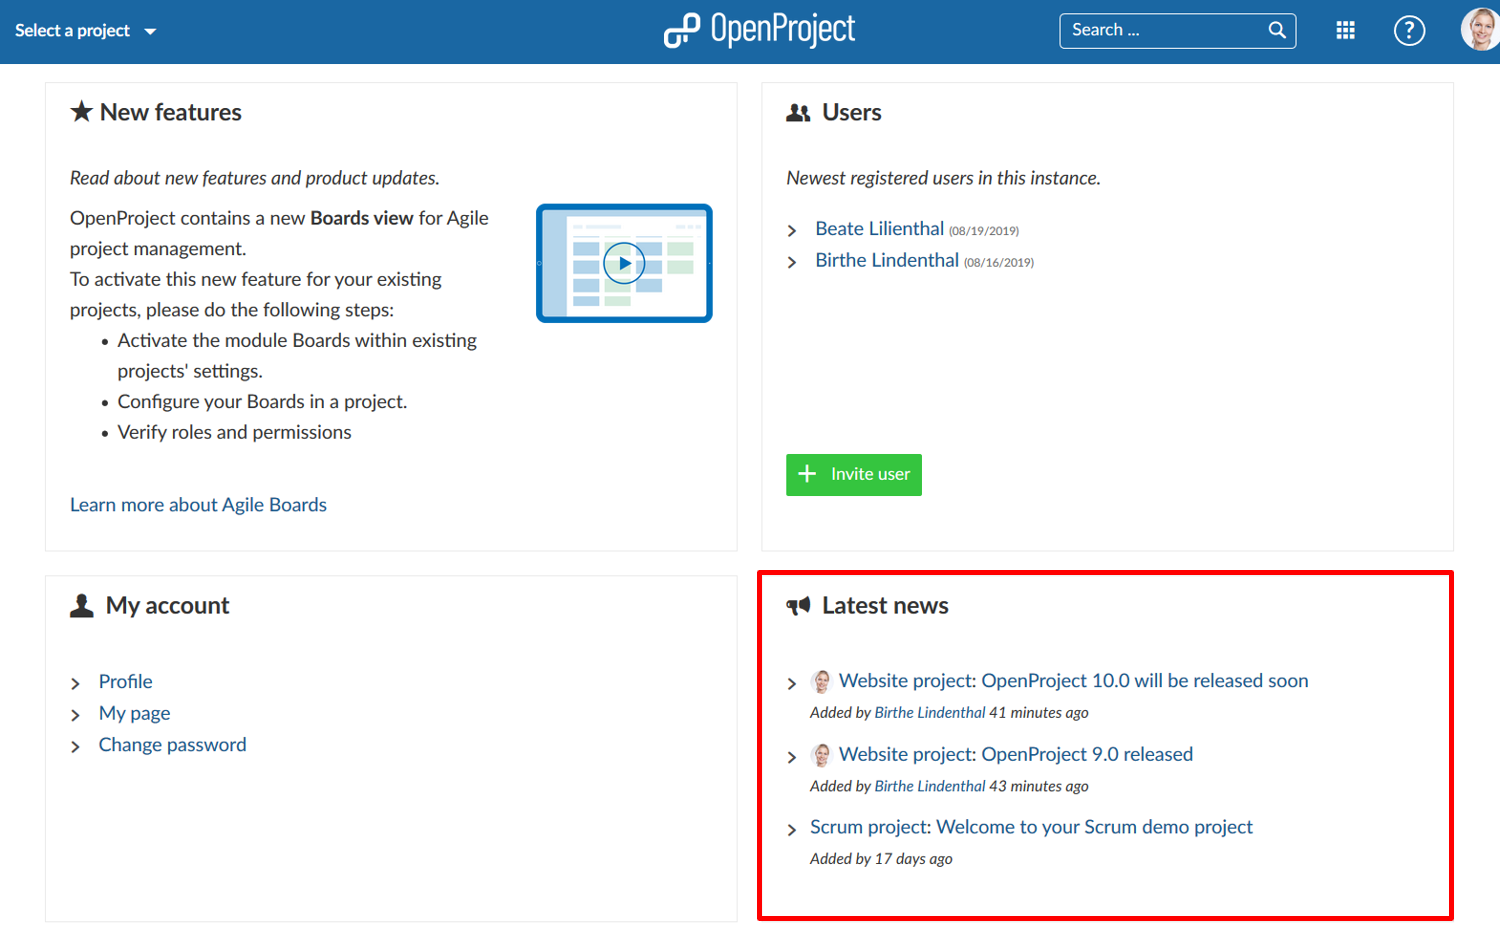 Select a project
OpenProject
Search ...
?
New features
Read about new features and product updates.
OpenProject contains a new Boards view for Agile
project management.
To activate this new feature for your existing
projects, please do the following steps:
• Activate the module Boards within existing
projects' settings.
• Configure your Boards in a project.
• Verify roles and permissions
Learn more about Agile Boards
Users
Newest registered users in this instance.
Beate Lilienthal (08/19/2019)
Birthe Lindenthal (08/16/2019)
+ Invite user
My account
Profile
My page
Change password
Latest news
Website project: OpenProject 10.0 will be released soon
Added by Birthe Lindenthal 41 minutes ago
Website project: OpenProject 9.0 released
Added by Birthe Lindenthal 43 minutes ago
Scrum project: Welcome to your Scrum demo project
Added by 17 days ago